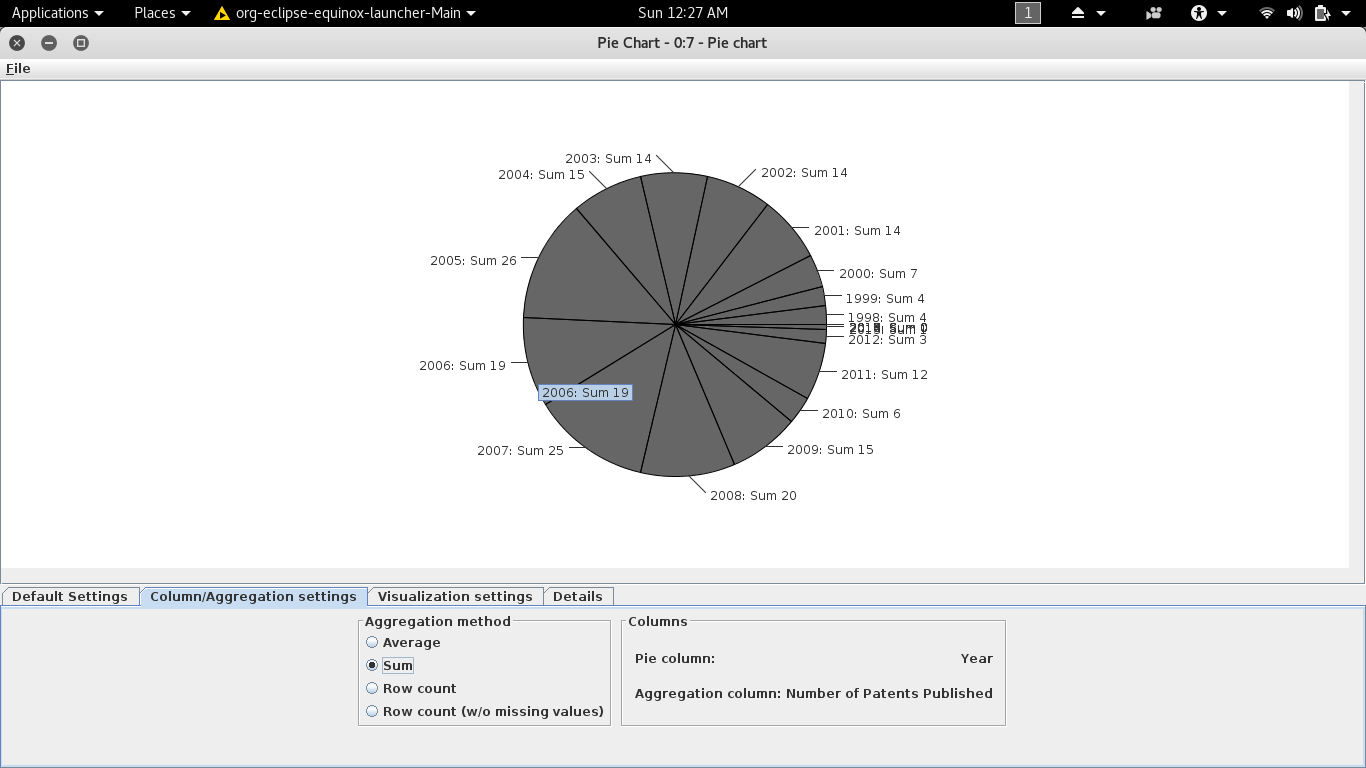 Applications Places org-eclipse-equinox-launcher-Main Sun 12:27 AM 1
Pie Chart - 0:7 - Pie chart
File
2003: Sum 14
2002: Sum 14
2004: Sum 15
2001: Sum 14
2005: Sum 26
2000: Sum 7
1999: Sum 4
1998: Sum 4
2012: Sum 3
2006: Sum 19
2011: Sum 12
2006: Sum 19
2010: Sum 6
2007: Sum 25
2009: Sum 15
2008: Sum 20
Default Settings Column/Aggregation settings Visualization settings Details
Aggregation method
Average
Sum
Row count
Row count (w/o missing values)
Columns
Pie column: Year
Aggregation column: Number of Patents Published